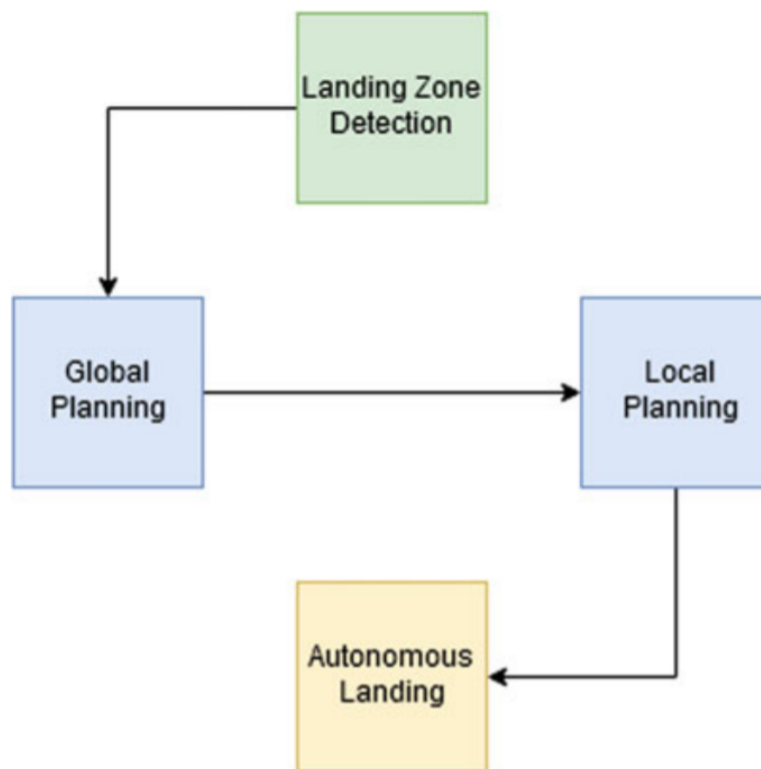 Landing Zone
Detection
Global
Planning
Local
Planning
Autonomous
Landing